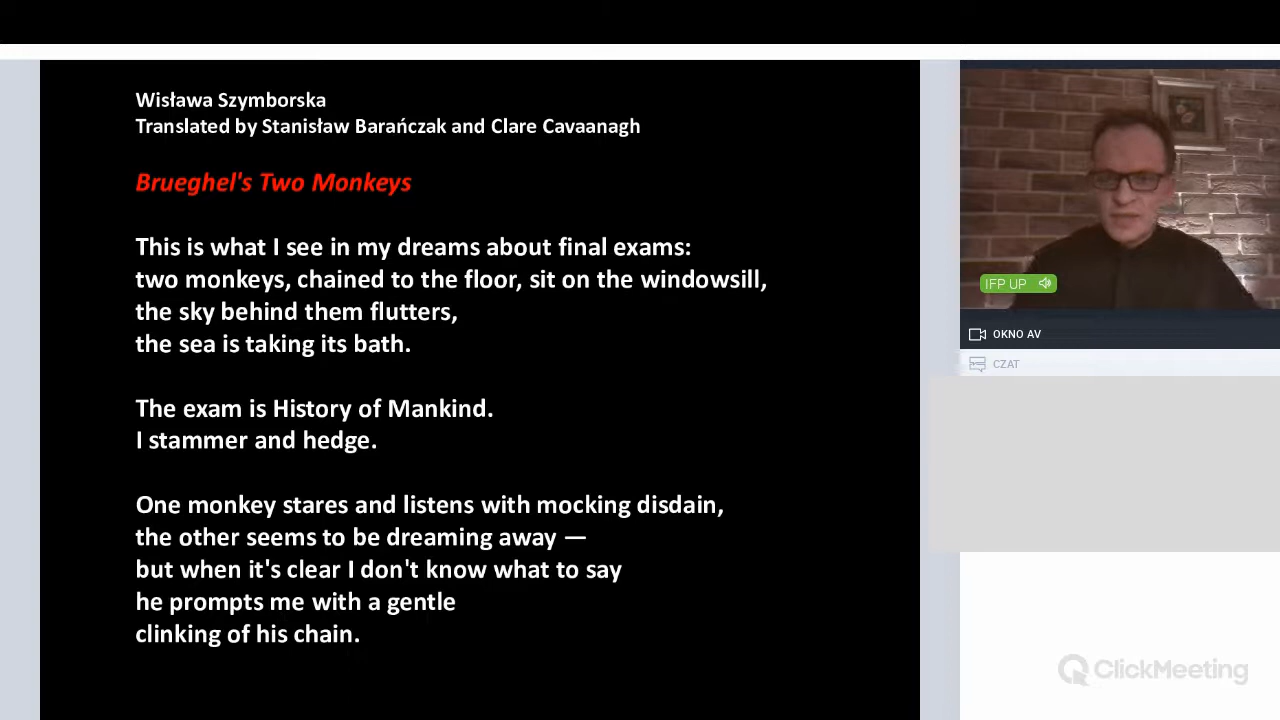 Wisława Szymborska
Translated by Stanisław Barańczak and Clare Cavaanagh
Brueghel's Two Monkeys
This is what I see in my dreams about final exams:
two monkeys, chained to the floor, sit on the windowsill,
the sky behind them flutters,
the sea is taking its bath.
The exam is History of Mankind.
I stammer and hedge.
One monkey stares and listens with mocking disdain,
the other seems to be dreaming away —
but when it's clear I don't know what to say
he prompts me with a gentle
clinking of his chain.
IFP UP
OKNO AV
CZAT
ClickMeeting